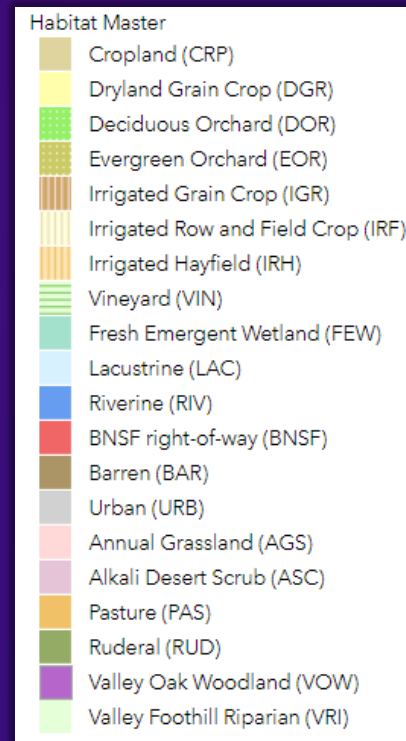 Habitat Master
Cropland (CRP)
Dryland Grain Crop (DGR)
Deciduous Orchard (DOR)
Evergreen Orchard (EOR)
Irrigated Grain Crop (IGR)
Irrigated Row and Field Crop (IRF)
Irrigated Hayfield (IRH)
Vineyard (VIN)
Fresh Emergent Wetland (FEW)
Lacustrine (LAC)
Riverine (RIV)
BNSF right-of-way (BNSF)
Barren (BAR)
Urban (URB)
Annual Grassland (AGS)
Alkali Desert Scrub (ASC)
Pasture (PAS)
Ruderal (RUD)
Valley Oak Woodland (VOW)
Valley Foothill Riparian (VRI)